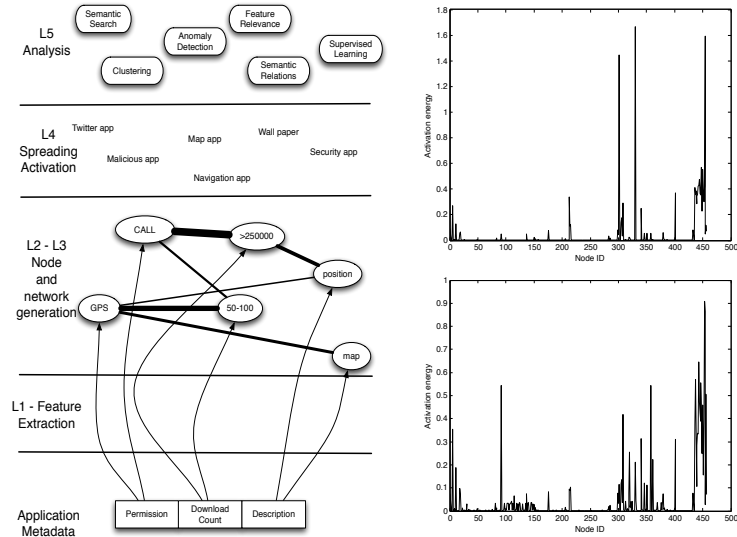 L5
Analysis
Semantic
Search
Anomaly
Detection
Feature
Relevance
Supervised
Learning
Clustering
Semantic
Relations
L4
Spreading
Activation
Twitter app
Malicious app
Map app
Wall paper
Security app
Navigation app
L2 - L3
Node
and
network
generation
CALL
>250000
position
GPS
50-100
map
L1 - Feature
Extraction
Application
Metadata
Permission
Download
Count
Description
1.8
1.6
1.4
1.2
1
0.8
0.6
0.4
0.2
0
Activation energy
0 50 100 150 200 250 300 350 400 450 500
Node ID
1
0.9
0.8
0.7
0.6
0.5
0.4
0.3
0.2
0.1
0
Activation energy
0 50 100 150 200 250 300 350 400 450 500
Node ID